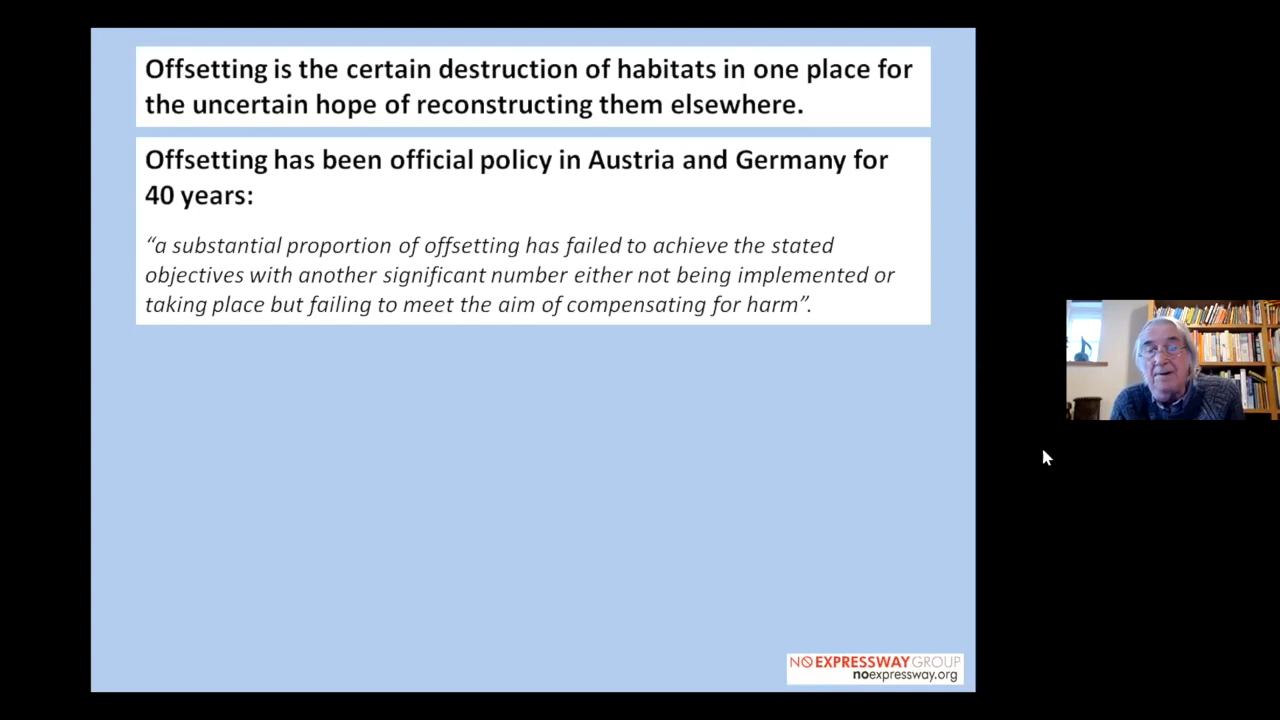 Offsetting is the certain destruction of habitats in one place for
the uncertain hope of reconstructing them elsewhere.
Offsetting has been official policy in Austria and Germany for
40 years:
“a substantial proportion of offsetting has failed to achieve the stated
objectives with another significant number either not being implemented or
taking place but failing to meet the aim of compensating for harm”.
NO EXPRESSWAY GROUP
noexpressway.org